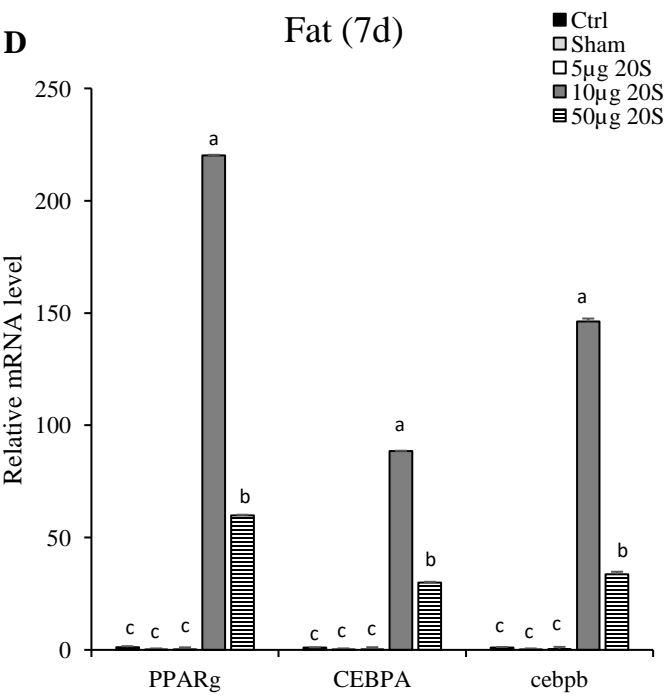 D
Fat (7d)
Ctrl
Sham
5µg 20S
10µg 20S
50µg 20S
Relative mRNA level
250
200
150
100
50
0
c c c a b
c c c a b
c c c a b
PPARg CEBPA cebpb